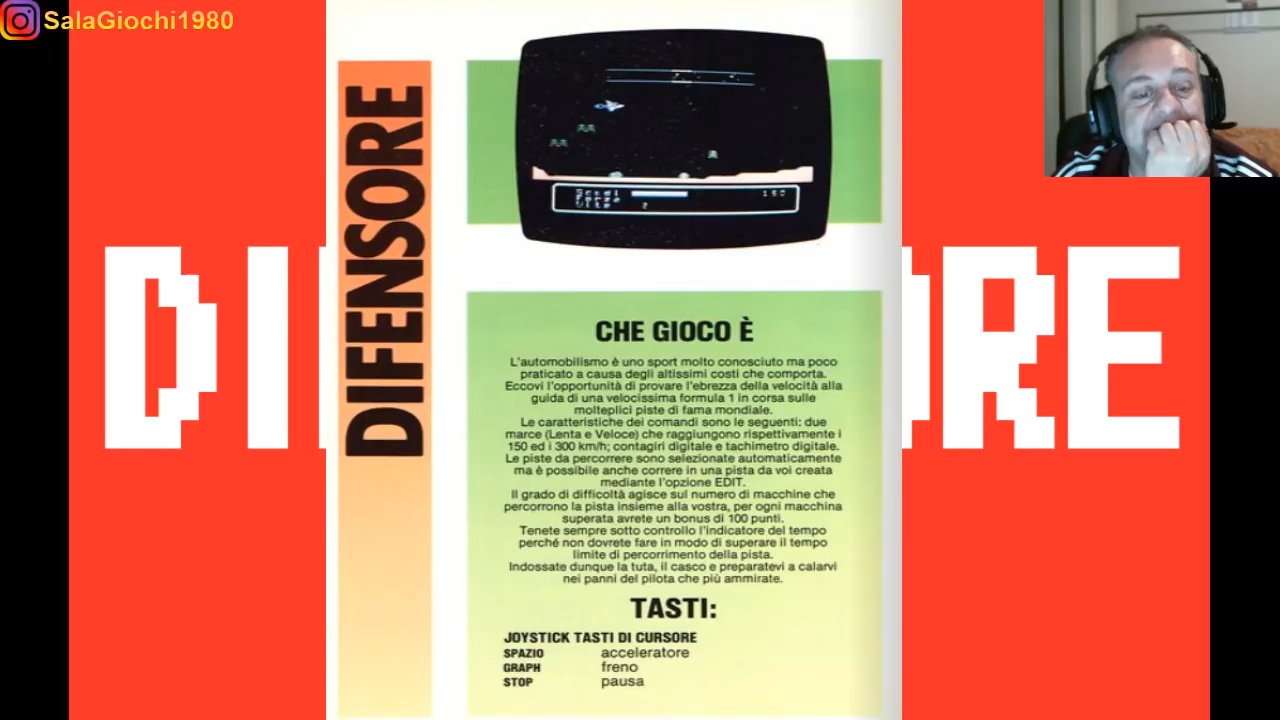 SalaGiochi1980
DIFENSORE
Scudi
Forza
Vite 2
150
CHE GIOCO È
L'automobilismo è uno sport molto conosciuto ma poco
praticato a causa degli altissimi costi che comporta.
Eccovi l'opportunità di provare l'ebrezza della velocità alla
guida di una velocissima formula 1 in corsa sulle
molteplici piste di fama mondiale.
Le caratteristiche dei comandi sono le seguenti: due
marce (Lenta e Veloce) che raggiungono rispettivamente i
150 ed i 300 km/h; contagiri digitale e tachimetro digitale.
Le piste da percorrere sono selezionate automaticamente
ma è possibile anche correre in una pista da voi creata
mediante l'opzione EDIT.
Il grado di difficoltà agisce sul numero di macchine che
percorrono la pista insieme alla vostra, per ogni macchina
superata avrete un bonus di 100 punti.
Tenete sempre sotto controllo l'indicatore del tempo
perché non dovrete fare in modo di superare il tempo
limite di percorrimento della pista.
Indossate dunque la tuta, il casco e preparatevi a calarvi
nei panni del pilota che più ammirate.
TASTI:
JOYSTICK TASTI DI CURSORE
SPAZIO acceleratore
GRAPH freno
STOP pausa
DI ORE